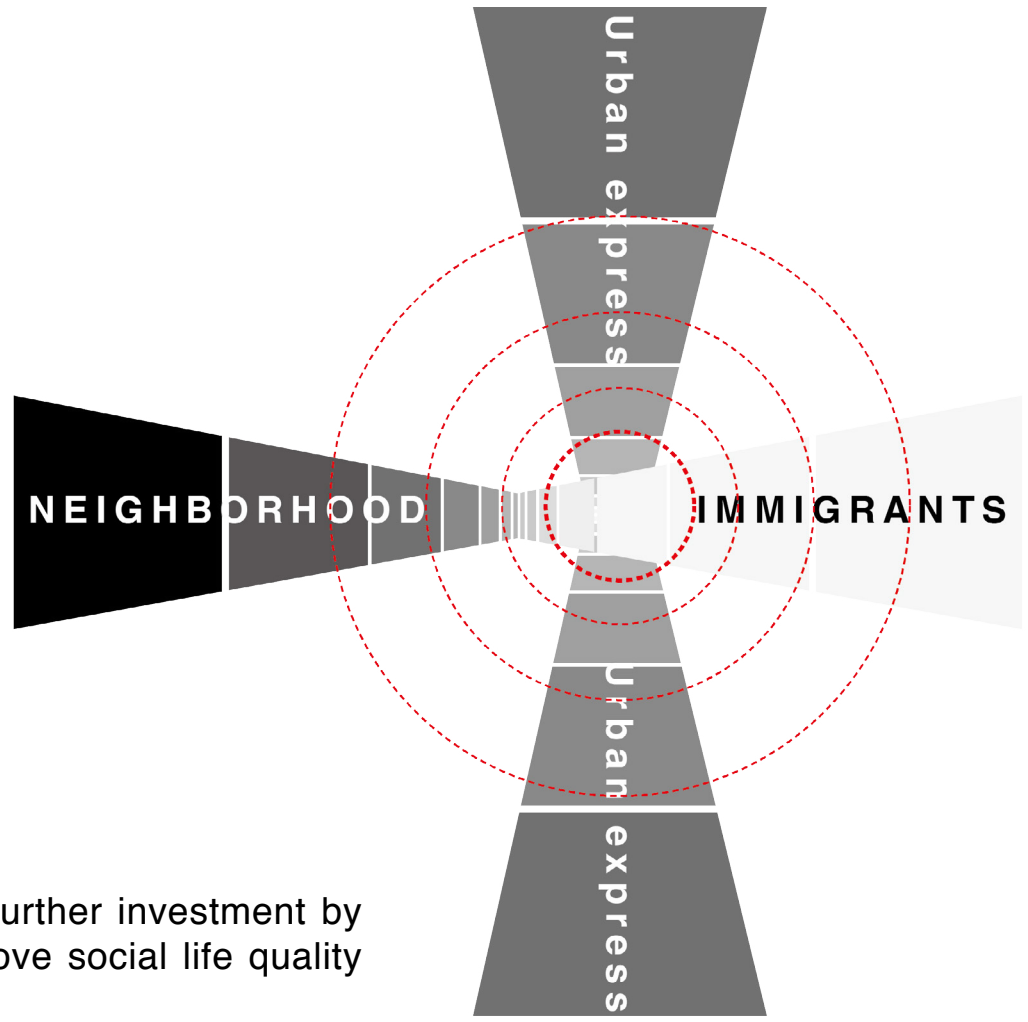 Urban express
NEIGHBORHOOD
IMMIGRANTS
Urban express
urther investment by
ove social life quality